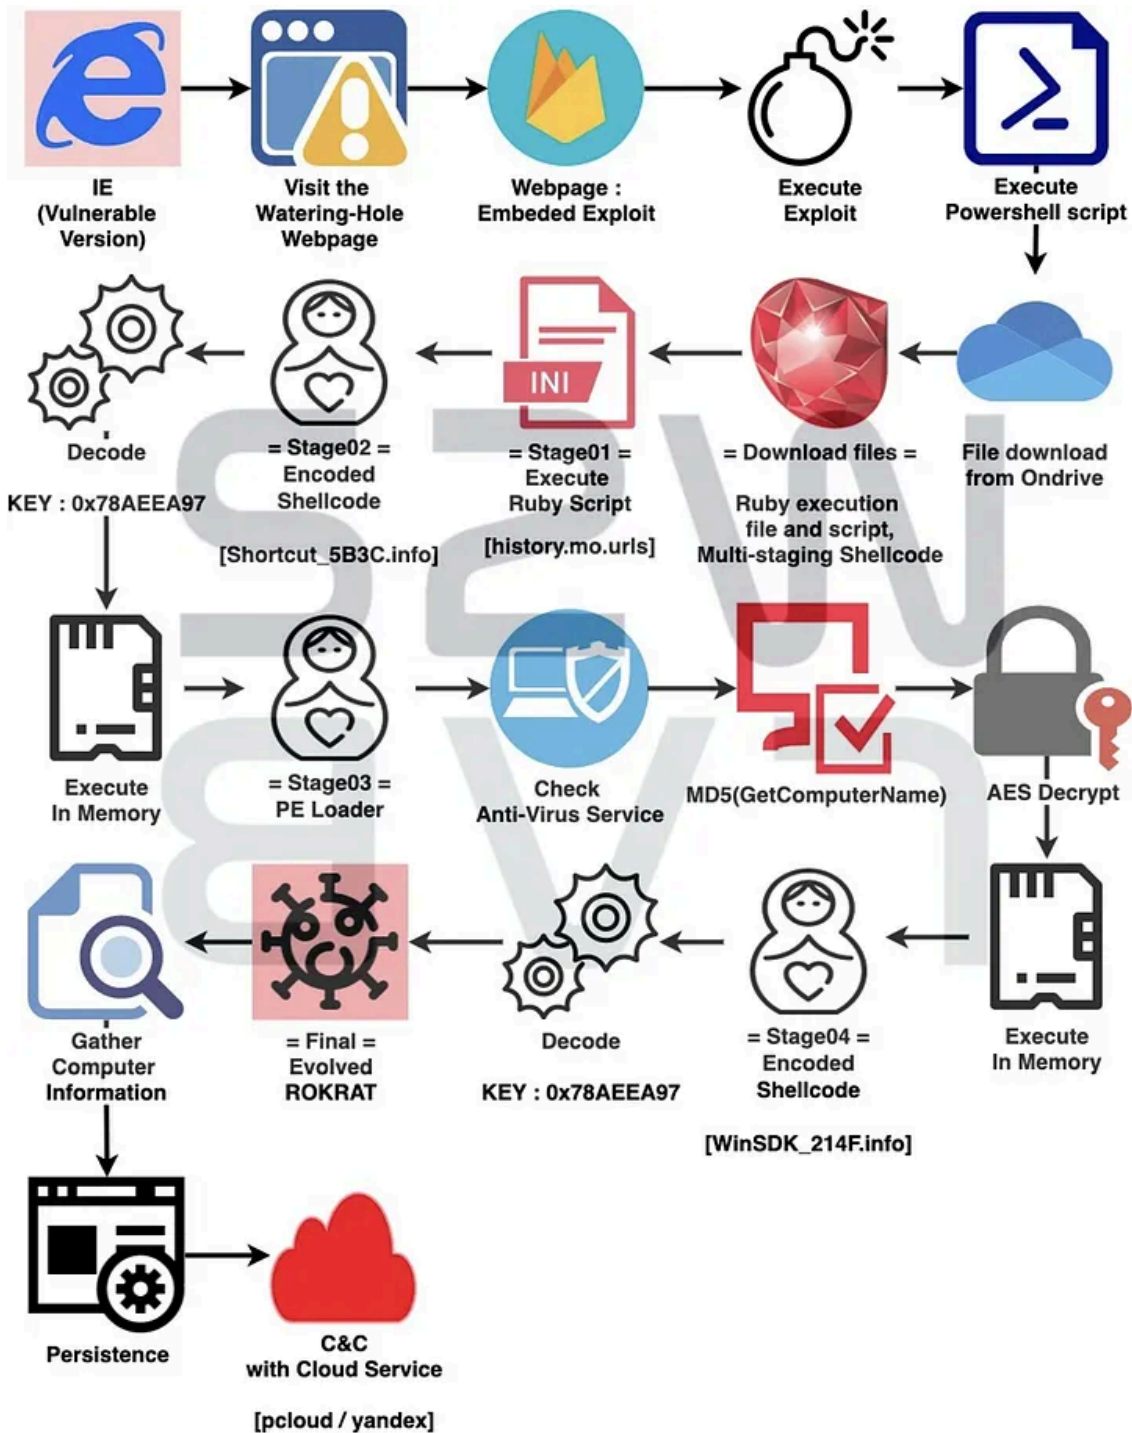 IE
(Vulnerable
Version)
Visit the
Watering-Hole
Webpage
Webpage :
Embeded Exploit
Execute
Exploit
Execute
Powershell script
File download
from Ondrive
= Download files =
Ruby execution
file and script,
Multi-staging Shellcode
INI
= Stage01 =
Execute
Ruby Script
[history.mo.urls]
= Stage02 =
Encoded
Shellcode
[Shortcut_5B3C.info]
Decode
KEY : 0x78AEEA97
Execute
In Memory
= Stage03 =
PE Loader
Check
Anti-Virus Service
MD5(GetComputerName)
AES Decrypt
Execute
In Memory
= Stage04 =
Encoded
Shellcode
[WinSDK_214F.info]
Decode
KEY : 0x78AEEA97
= Final =
Evolved
ROKRAT
Gather
Computer
Information
Persistence
C&C
with Cloud Service
[pcloud / yandex]